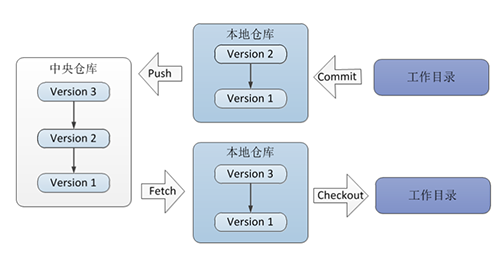 中央仓库
Version 3
Version 2
Version 1
Push
本地仓库
Version 2
Version 1
Commit
工作目录
Fetch
本地仓库
Version 3
Version 1
Checkout
工作目录